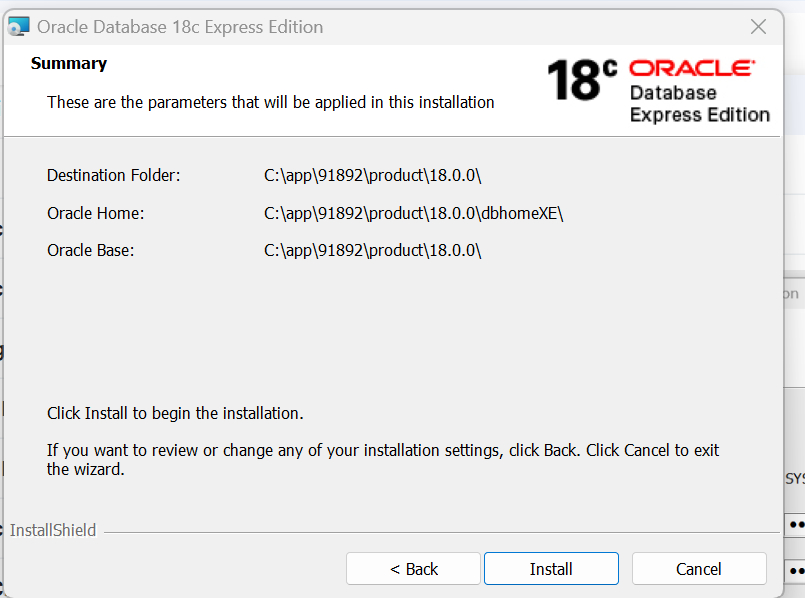 Oracle Database 18c Express Edition
Summary
These are the parameters that will be applied in this installation
18c ORACLE
Database
Express Edition
Destination Folder: C:\app\91892\product\18.0.0\
Oracle Home: C:\app\91892\product\18.0.0\dbhomeXE\
Oracle Base: C:\app\91892\product\18.0.0\
on
Click Install to begin the installation.
If you want to review or change any of your installation settings, click Back. Click Cancel to exit
the wizard.
SYS
InstallShield
< Back Install Cancel